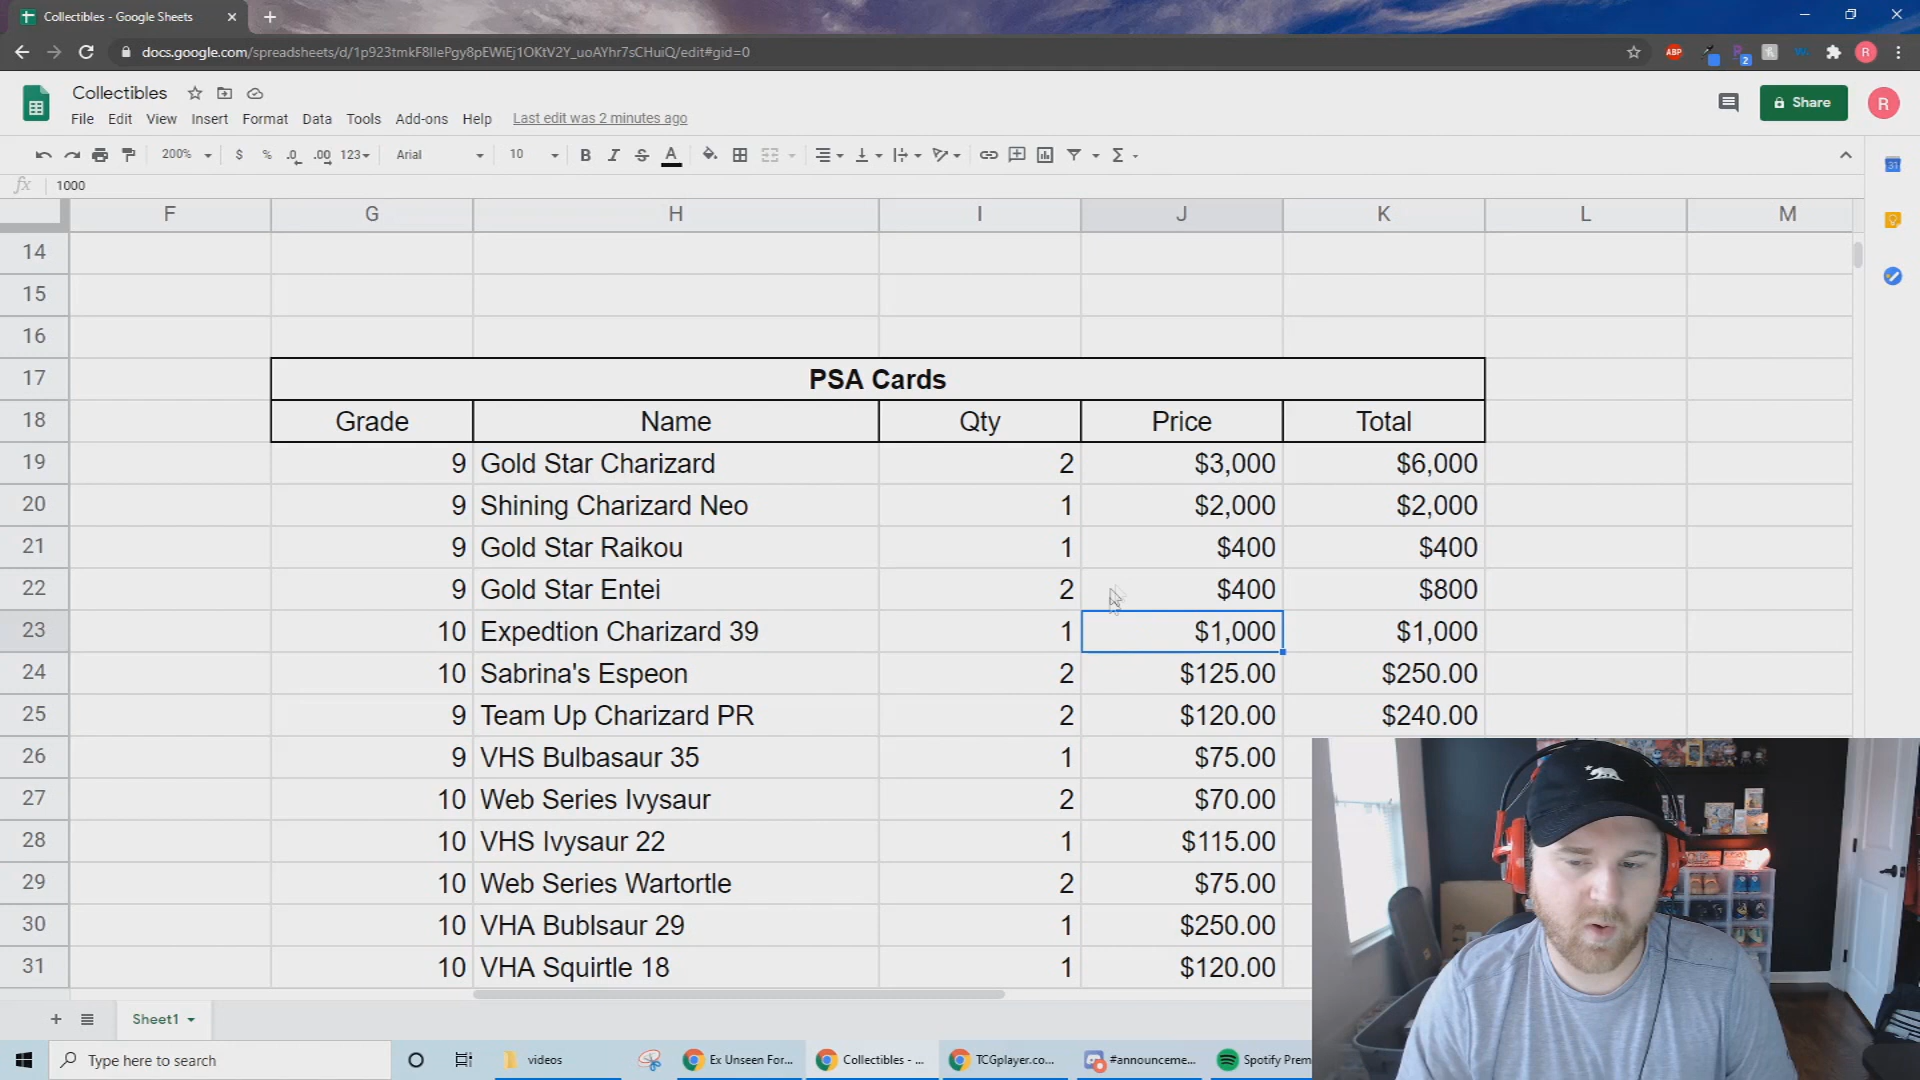 Collectibles - Google Sheets
docs.google.com/spreadsheets/d/1p923tmkF8IlePgy8pEWiEj1OKtV2Y_uoAYhr7sCHuiQ/edit#gid=0
ABP
2
R
Collectibles
File Edit View Insert Format Data Tools Add-ons Help Last edit was 2 minutes ago
Share
R
200% $ % .0 .00 123 Arial 10 B I S A
31
fx 1000
F G H I J K L M
14
15
16
17 PSA Cards
18 Grade Name Qty Price Total
19 9 Gold Star Charizard 2 $3,000 $6,000
20 9 Shining Charizard Neo 1 $2,000 $2,000
21 9 Gold Star Raikou 1 $400 $400
22 9 Gold Star Entei 2 $400 $800
23 10 Expedtion Charizard 39 1 $1,000 $1,000
24 10 Sabrina's Espeon 2 $125.00 $250.00
25 9 Team Up Charizard PR 2 $120.00 $240.00
26 9 VHS Bulbasaur 35 1 $75.00
27 10 Web Series Ivysaur 2 $70.00
28 10 VHS Ivysaur 22 1 $115.00
29 10 Web Series Wartortle 2 $75.00
30 10 VHA Bublsaur 29 1 $250.00
31 10 VHA Squirtle 18 1 $120.00
Sheet1
Type here to search
videos
Ex Unseen For...
Collectibles - ...
TCGplayer.co...
#announceme...
Spotify Prem